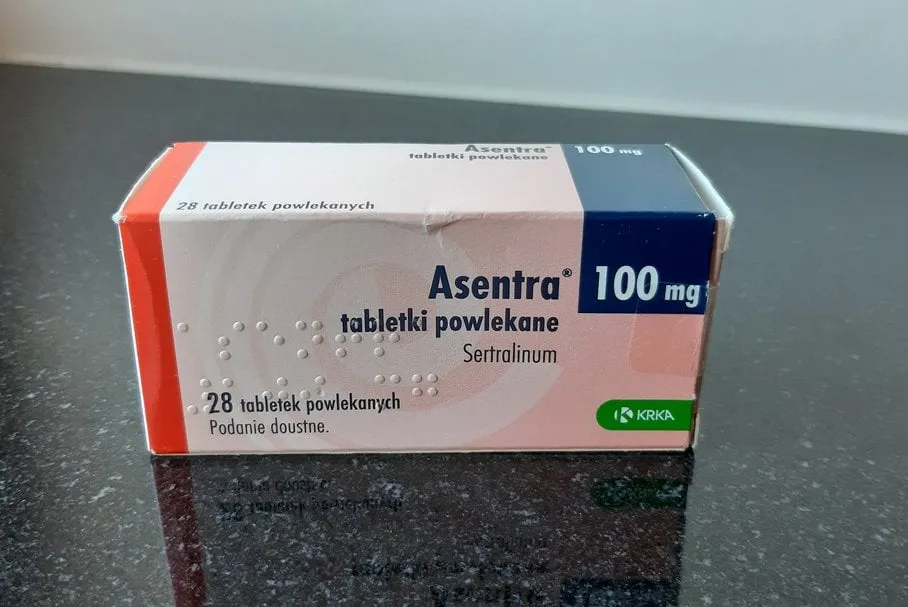 Asentra® 100 mg
tabletki powlekane
28 tabletek powlekanych
Asentra® 100 mg
tabletki powlekane
Sertralinum
28 tabletek powlekanych
Podanie doustne.
KRKA